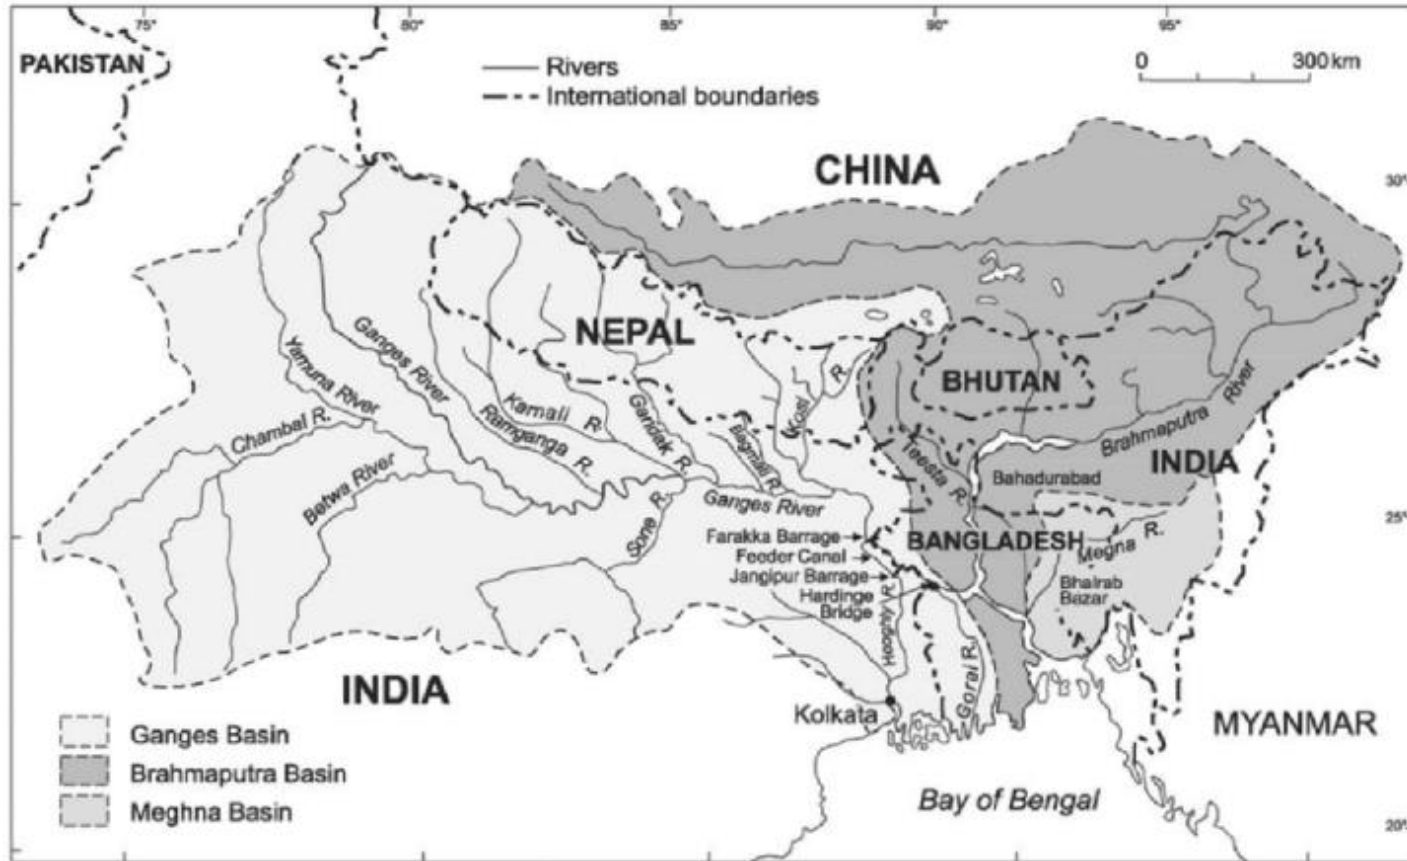 75°
80°
85°
90°
95°
PAKISTAN
Rivers
International boundaries
0 300 km
CHINA
30°
NEPAL
BHUTAN
Ganges River
Yamuna River
Chambal R.
Karnali R.
Ramganga R.
Gandak R.
Bagmati R.
Kosi R.
Teesta R.
Brahmaputra River
INDIA
Bahadurabad
Betwa River
Sone R.
Ganges River
25°
Farakka Barrage
Feeder Canal
Jangipur Barrage
Hardinge
Bridge
BANGLADESH
Megna R.
Bhairab
Bazar
Hooghly R.
Gorai R.
INDIA
Kolkata
MYANMAR
Ganges Basin
Brahmaputra Basin
Meghna Basin
Bay of Bengal
20°